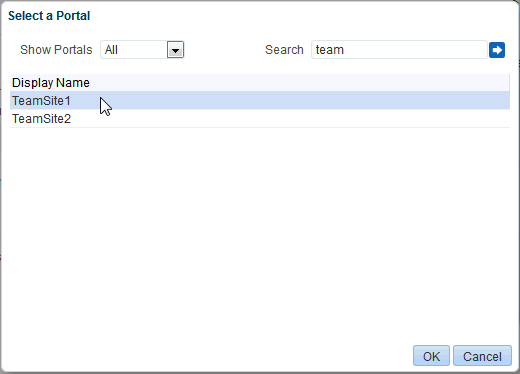 Select a Portal
Show Portals All Search team
Display Name
TeamSite1
TeamSite2
OK Cancel